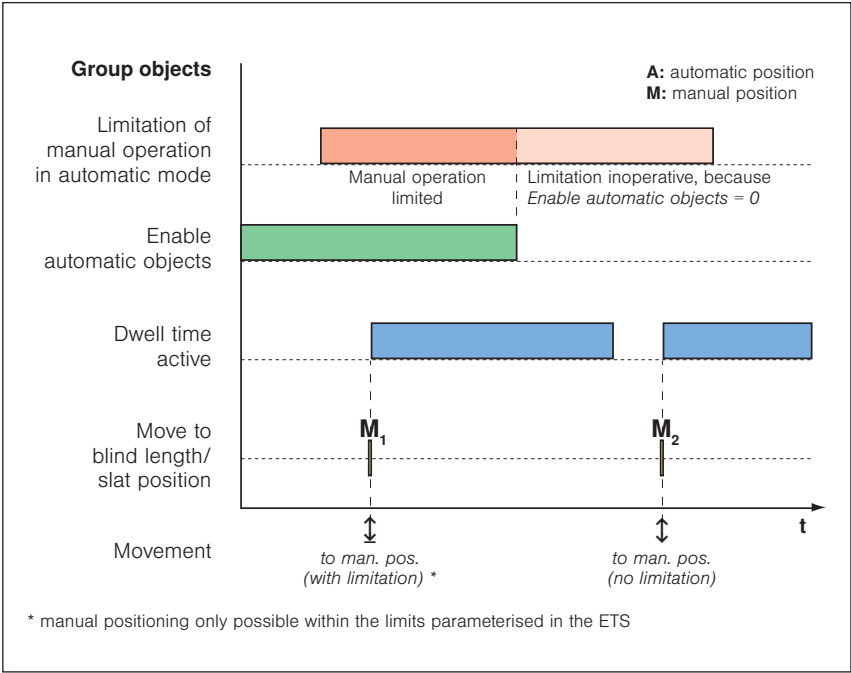 Group objects
A: automatic position
M: manual position
Limitation of
manual operation
in automatic mode
Manual operation
limited
Limitation inoperative, because
Enable automatic objects = 0
Enable
automatic objects
Dwell time
active
Move to
blind length/
slat position
M1
M2
t
Movement
to man. pos.
(with limitation) *
to man. pos.
(no limitation)
* manual positioning only possible within the limits parameterised in the ETS